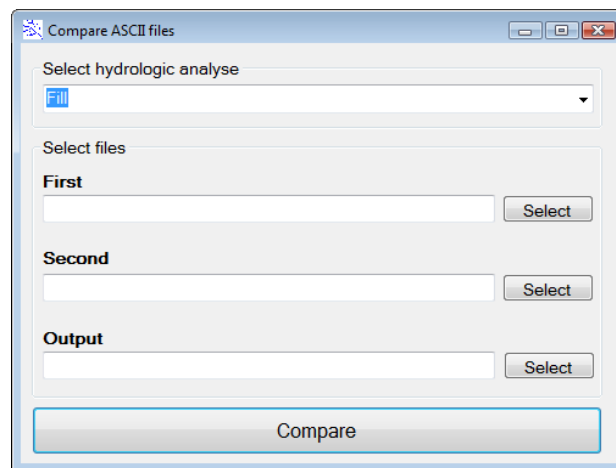 Compare ASCII files
Select hydrologic analyse
Fill
Select files
First
Select
Second
Select
Output
Select
Compare